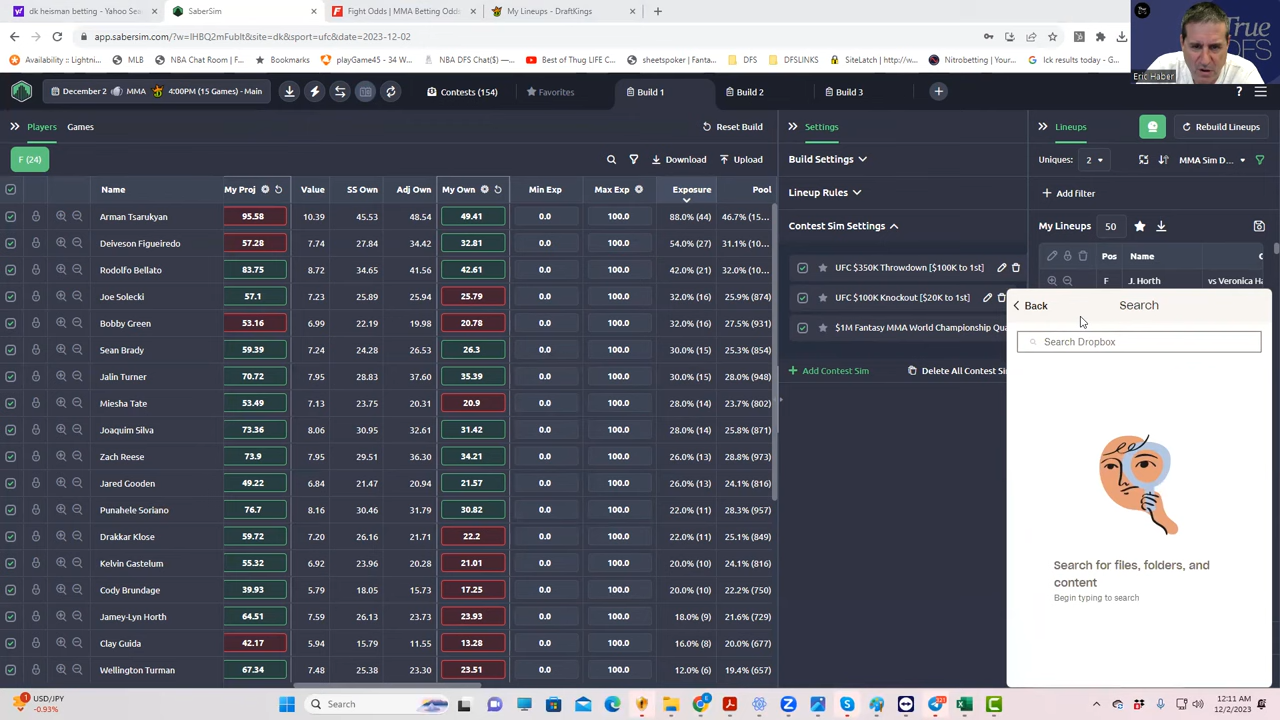 dk heisman betting - Yahoo Sear × SaberSim × Fight Odds | MMA Betting Odds × My Lineups - DraftKings × +
app.sabersim.com/?w=IHBQ2mFubIt&site=dk&sport=ufc&date=2023-12-02
Availability :: Lightni... MLB NBA Chat Room | F... Bookmarks playGame45 - 34 W... NBA DFS Chat($) -... Best of Thug LIFE C... sheetspoker | Fanta... DFS DFSLINKS SiteLatch | Member... Nitrobetting | Your... lck results today - G...
True
DFS
Eric Haber
December 2 MMA 4:00PM (15 Games) - Main Contests (154) Favorites Build 1 Build 2 Build 3 + ?
Players Games Reset Build Settings Lineups Rebuild Lineups
F (24) Download Upload Build Settings Uniques: 2 MMA Sim D...
Name My Proj Value SS Own Adj Own My Own Min Exp Max Exp Exposure Pool Lineup Rules + Add filter
Arman Tsarukyan 95.58 10.39 45.53 48.54 49.41 0.0 100.0 88.0% (44) 46.7% (15... Contest Sim Settings My Lineups 50
Deiveson Figueiredo 57.28 7.74 27.84 34.42 32.81 0.0 100.0 54.0% (27) 31.1% (10... Pos Name
Rodolfo Bellato 83.75 8.72 34.65 41.56 42.61 0.0 100.0 42.0% (21) 32.0% (10... UFC $350K Throwdown [$100K to 1st] F J. Horth vs Veronica Ha
Joe Solecki 57.1 7.23 25.89 25.94 25.79 0.0 100.0 32.0% (16) 25.9% (874) UFC $100K Knockout [$20K to 1st]
Bobby Green 53.16 6.99 22.19 19.98 20.78 0.0 100.0 32.0% (16) 27.5% (931) $1M Fantasy MMA World Championship Qua
Sean Brady 59.39 7.24 24.28 26.53 26.3 0.0 100.0 30.0% (15) 25.3% (854)
Jalin Turner 70.72 7.95 28.83 37.60 35.39 0.0 100.0 30.0% (15) 28.0% (948) + Add Contest Sim Delete All Contest Sim
Miesha Tate 53.49 7.13 23.75 20.31 20.9 0.0 100.0 28.0% (14) 23.7% (802)
Joaquim Silva 73.36 8.06 30.95 32.61 31.42 0.0 100.0 28.0% (14) 25.8% (871)
Zach Reese 73.9 7.95 29.51 36.30 34.21 0.0 100.0 26.0% (13) 28.8% (973)
Jared Gooden 49.22 6.84 21.47 20.94 21.57 0.0 100.0 26.0% (13) 24.1% (816)
Punahele Soriano 76.7 8.16 30.46 31.79 30.82 0.0 100.0 22.0% (11) 28.3% (957)
Drakkar Klose 59.72 7.20 26.16 21.71 22.2 0.0 100.0 22.0% (11) 25.1% (849)
Kelvin Gastelum 55.32 6.92 23.96 20.28 21.01 0.0 100.0 20.0% (10) 24.1% (816)
Cody Brundage 39.93 5.79 18.05 15.73 17.25 0.0 100.0 20.0% (10) 22.2% (750)
Jamey-Lyn Horth 64.51 7.59 26.13 23.73 23.93 0.0 100.0 18.0% (9) 21.6% (729)
Clay Guida 42.17 5.94 15.79 11.55 13.28 0.0 100.0 16.0% (8) 20.0% (677)
Wellington Turman 67.34 7.48 25.38 23.30 23.51 0.0 100.0 12.0% (6) 19.4% (657)
Back Search
Search Dropbox
Search for files, folders, and
content
Begin typing to search
USD/JPY
-0.93%
Search
12:11 AM
12/2/2023